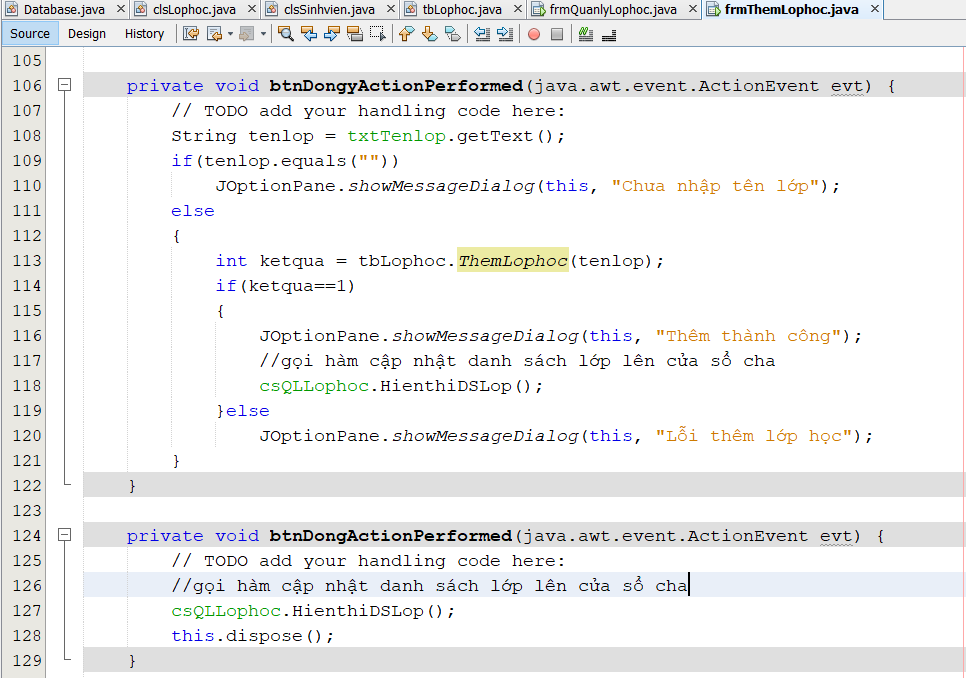 Database.java clsLophoc.java clsSinhvien.java tbLophoc.java frmQuanlyLophoc.java frmThemLophoc.java
Source Design History
105
106 private void btnDongyActionPerformed(java.awt.event.ActionEvent evt) {
107 // TODO add your handling code here:
108 String tenlop = txtTenlop.getText();
109 if(tenlop.equals(""))
110 JOptionPane.showMessageDialog(this, "Chưa nhập tên lớp");
111 else
112 {
113 int ketqua = tbLophoc.ThemLophoc(tenlop);
114 if(ketqua==1)
115 {
116 JOptionPane.showMessageDialog(this, "Thêm thành công");
117 //gọi hàm cập nhật danh sách lớp lên cửa sổ cha
118 csQLLophoc.HienthiDSLop();
119 }else
120 JOptionPane.showMessageDialog(this, "Lỗi thêm lớp học");
121 }
122 }
123
124 private void btnDongActionPerformed(java.awt.event.ActionEvent evt) {
125 // TODO add your handling code here:
126 //gọi hàm cập nhật danh sách lớp lên cửa sổ cha
127 csQLLophoc.HienthiDSLop();
128 this.dispose();
129 }